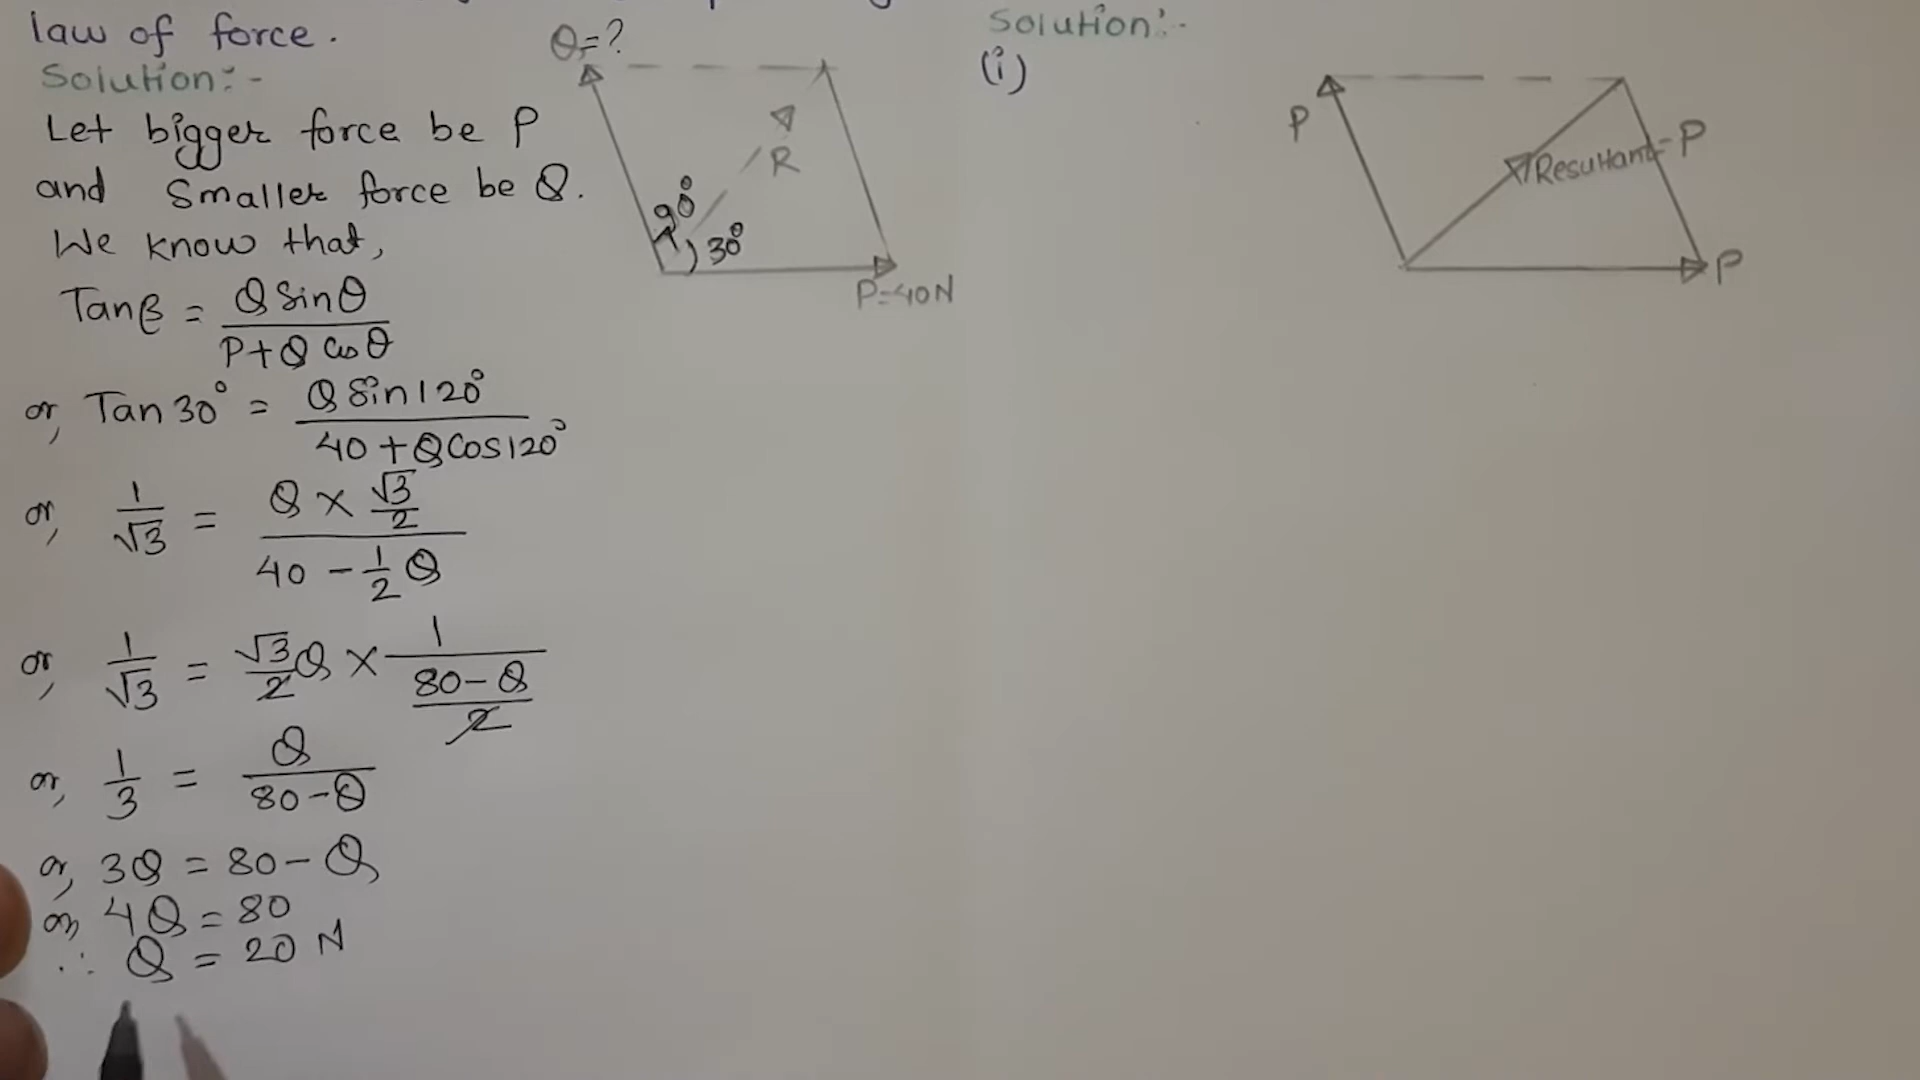 law of force.
Solution:-
Let bigger force be P
and Smaller force be Q.
We know that,
Tanβ = Q Sinθ / P+Q Cosθ
or, Tan 30° = Q Sin120° / 40+QCos120°
or, 1/√3 = Q × √3/2 / 40 - 1/2 Q
or, 1/√3 = √3/2 Q × 1 / 80-Q/2
or, 1/3 = Q / 80-Q
or, 3Q = 80-Q
or, 4Q = 80
∴ Q = 20 N
Q=?
R
90°
30°
P=40N
Solution:-
(i)
P
Resultant=P
P